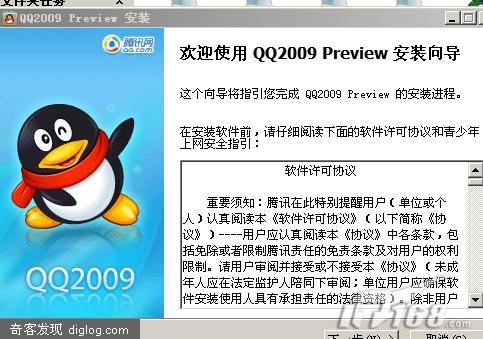 QQ2009 Preview 安装
腾讯网
QQ.com
欢迎使用 QQ2009 Preview 安装向导
这个向导将指引您完成 QQ2009 Preview 的安装进程。
在安装软件前，请仔细阅读下面的软件许可协议和青少年
上网安全指引：
软件许可协议
重要须知：腾讯在此特别提醒用户（单位或个
人）认真阅读本《软件许可协议》（以下简称《协
议》）----用户应认真阅读本《协议》中各条款，包
括免除或者限制腾讯责任的免责条款及对用户的权利
限制。请用户审阅并接受或不接受本《协议》（未成
年人应在法定监护人陪同下审阅；单位用户应确保软
件安装使用人具有承担责任的法律资格）。除非用户
QQ2009
奇客发现 diglog.com
it168.com